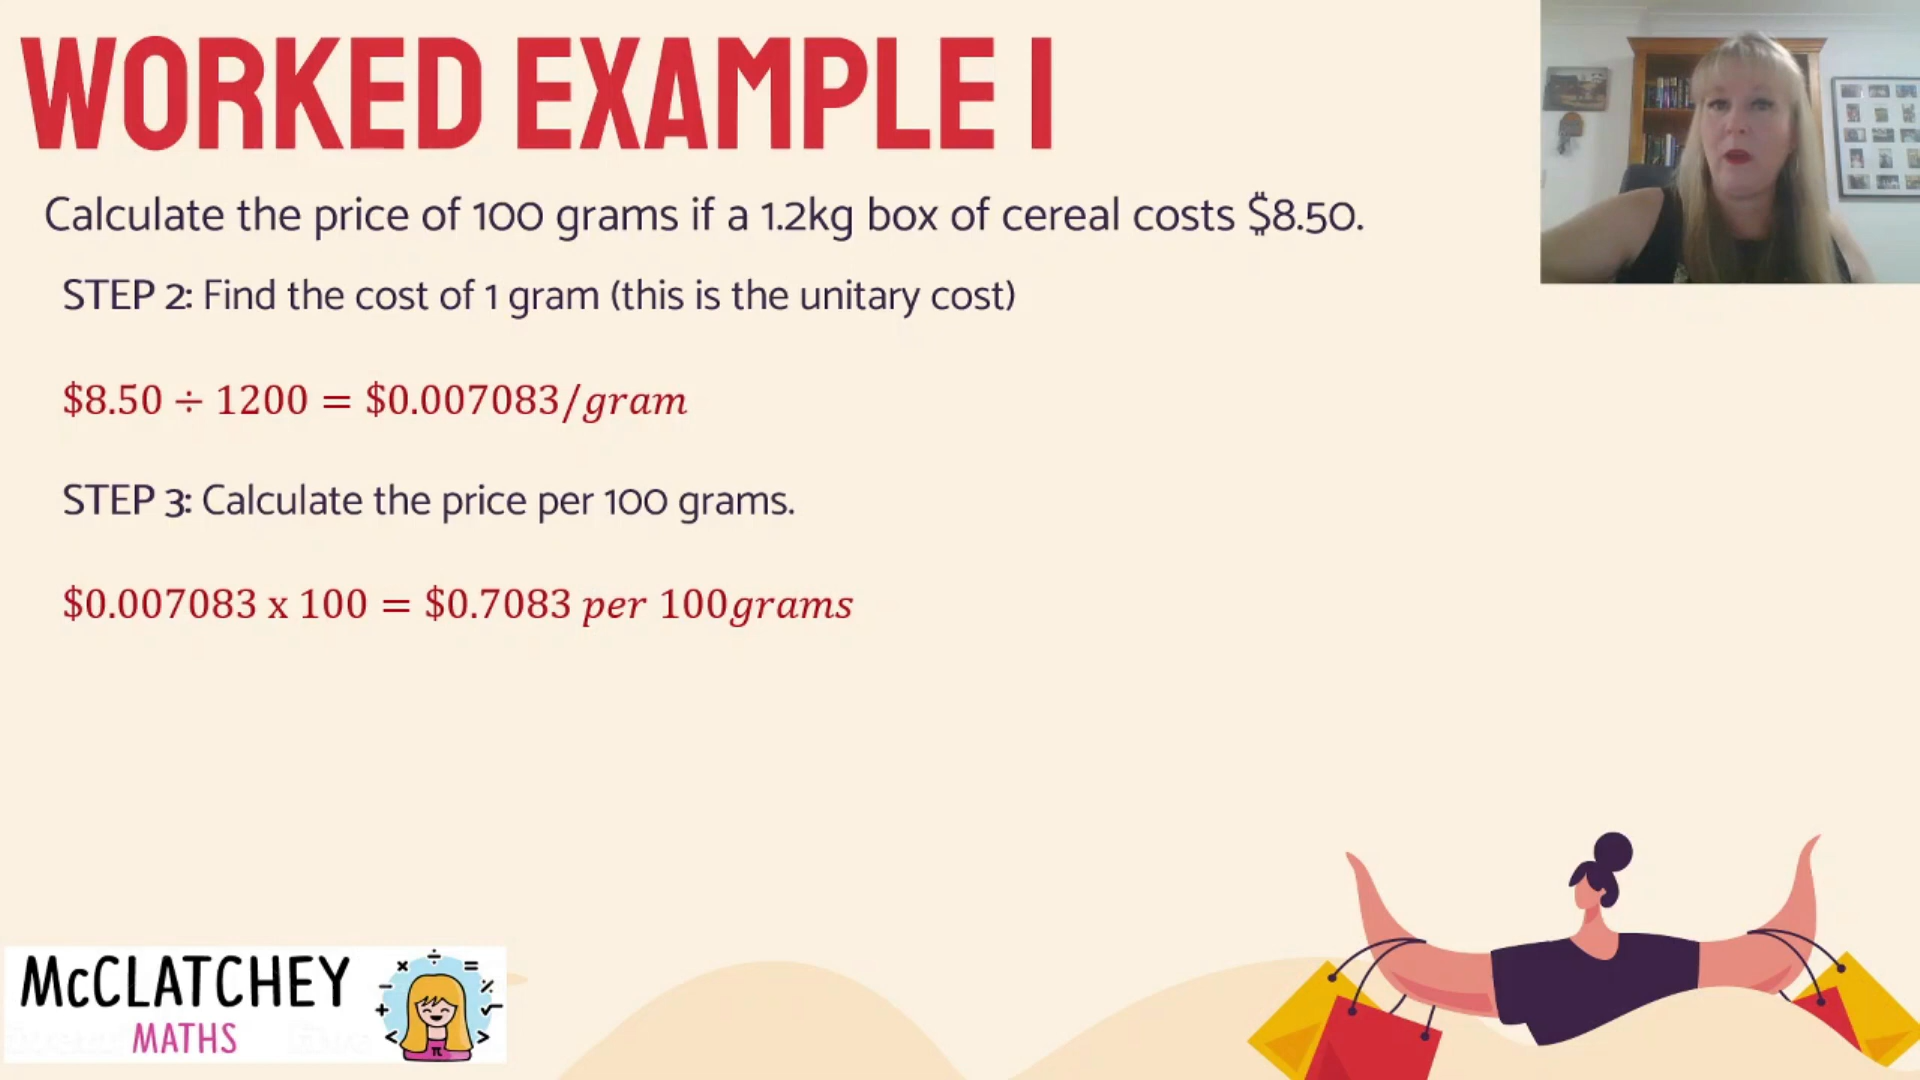 WORKED EXAMPLE 1
Calculate the price of 100 grams if a 1.2kg box of cereal costs $8.50.
STEP 2: Find the cost of 1 gram (this is the unitary cost)
$8.50 ÷ 1200 = $0.007083/gram
STEP 3: Calculate the price per 100 grams.
$0.007083 x 100 = $0.7083 per 100grams
McCLATCHEY
MATHS